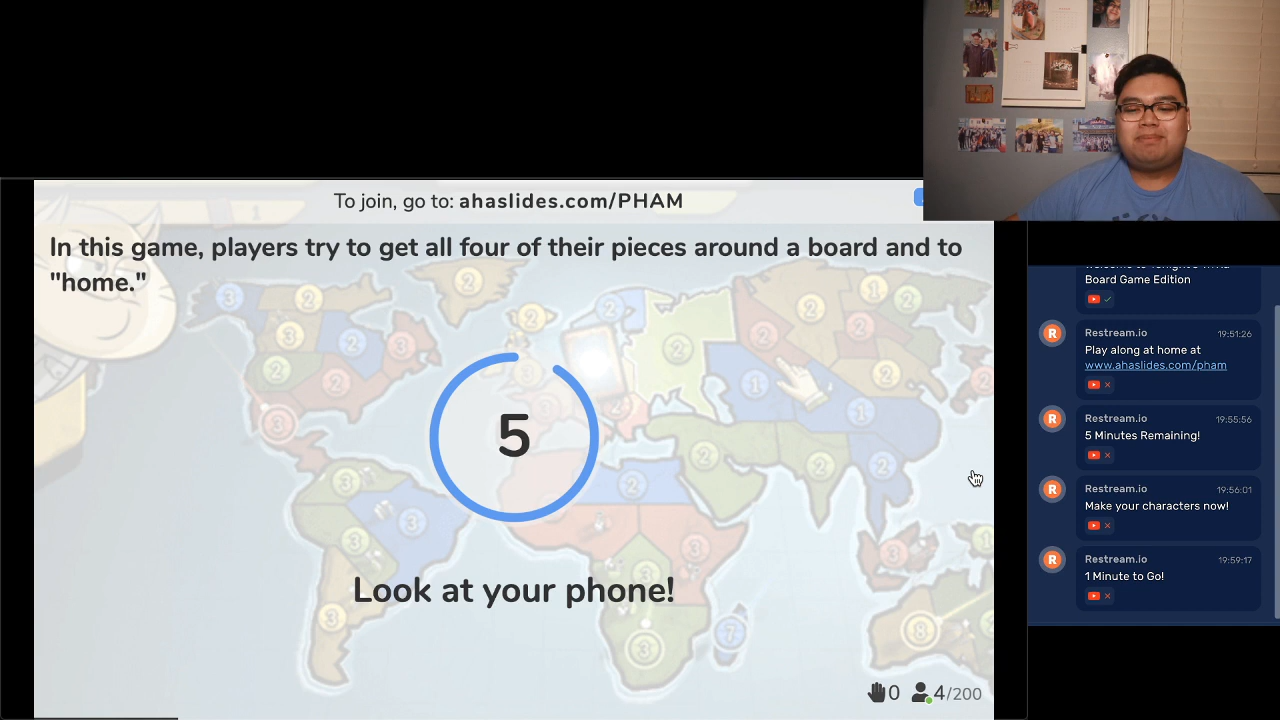 To join, go to: ahaslides.com/PHAM
In this game, players try to get all four of their pieces around a board and to
"home."
5
Look at your phone!
0 4/200
Board Game Edition
Restream.io 19:51:26
Play along at home at
www.ahaslides.com/pham
Restream.io 19:55:56
5 Minutes Remaining!
Restream.io 19:56:01
Make your characters now!
Restream.io 19:59:17
1 Minute to Go!